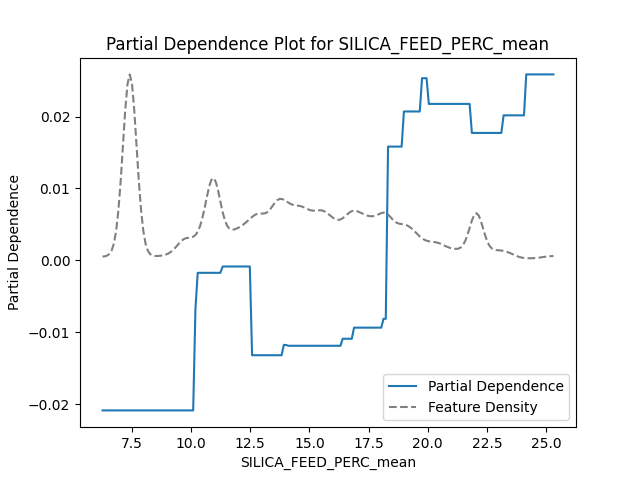 Partial Dependence Plot for SILICA_FEED_PERC_mean
Partial Dependence
0.02
0.01
0.00
−0.01
−0.02
7.5 10.0 12.5 15.0 17.5 20.0 22.5 25.0
SILICA_FEED_PERC_mean
Partial Dependence
Feature Density